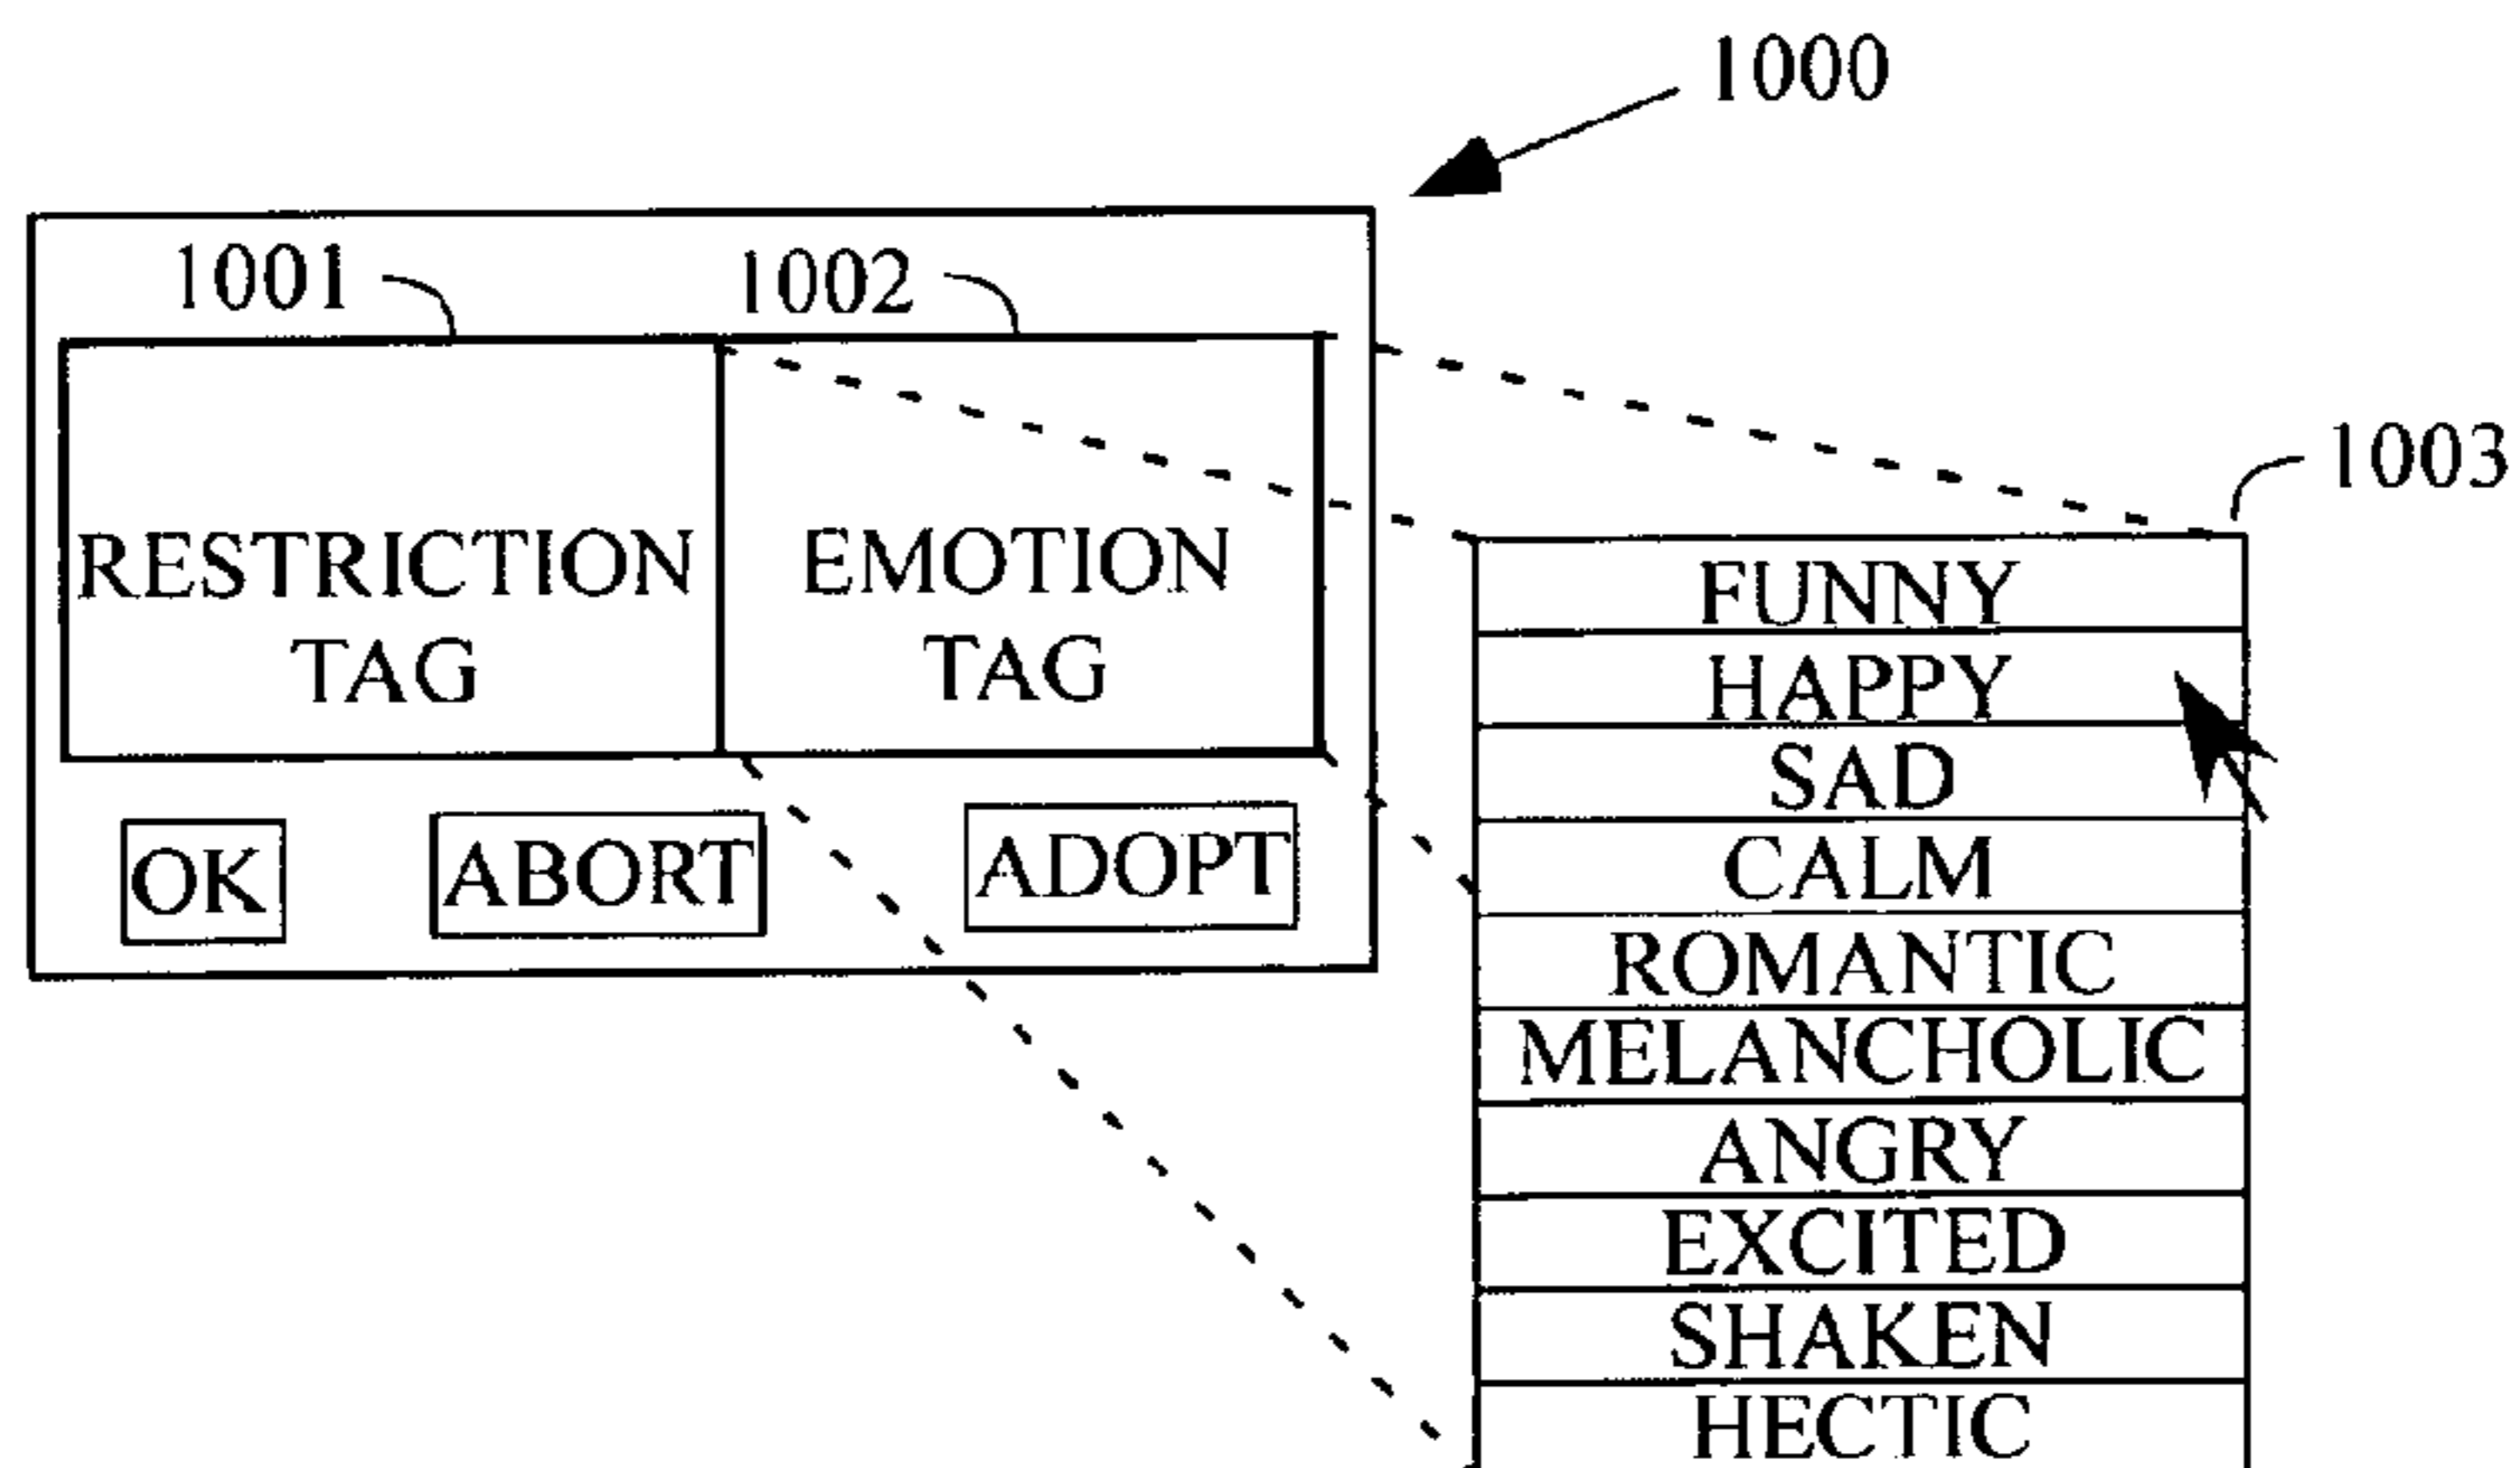 1000
1001
1002
1003
RESTRICTION
TAG
EMOTION
TAG
OK
ABORT
ADOPT
FUNNY
HAPPY
SAD
CALM
ROMANTIC
MELANCHOLIC
ANGRY
EXCITED
SHAKEN
HECTIC